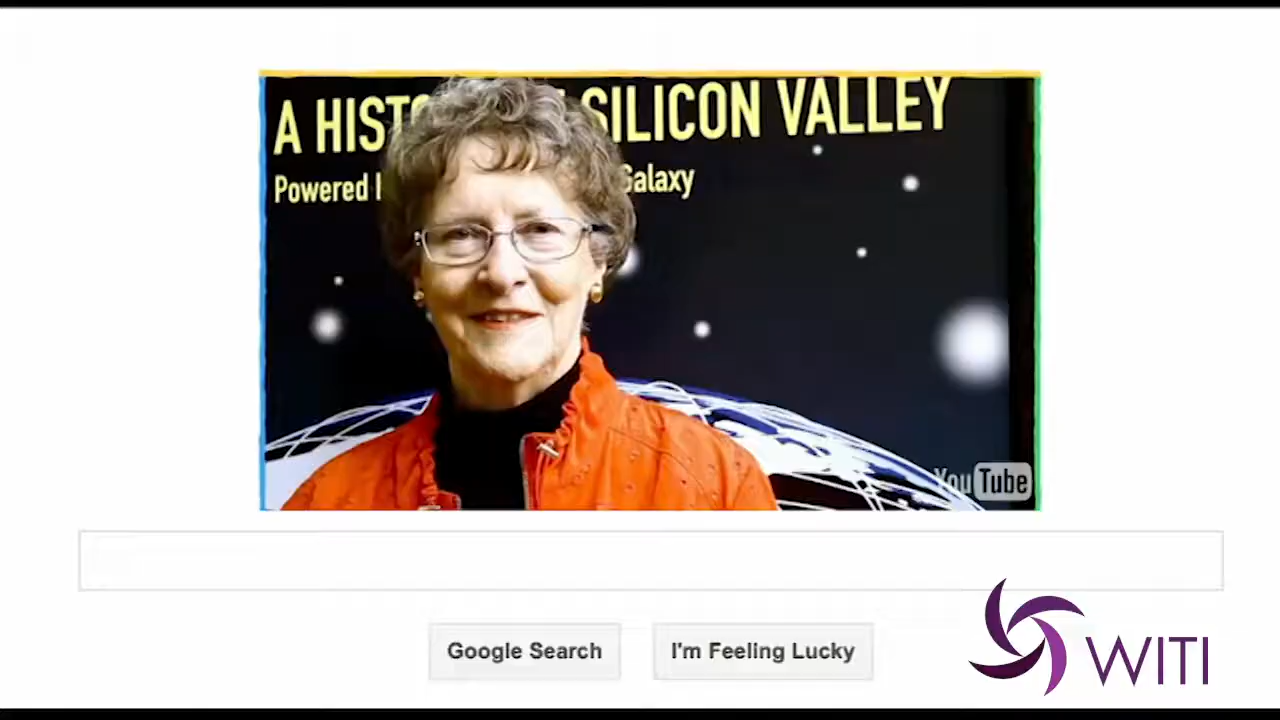 A HIST SILICON VALLEY
Powered Galaxy
YouTube
Google Search
I'm Feeling Lucky
WITI